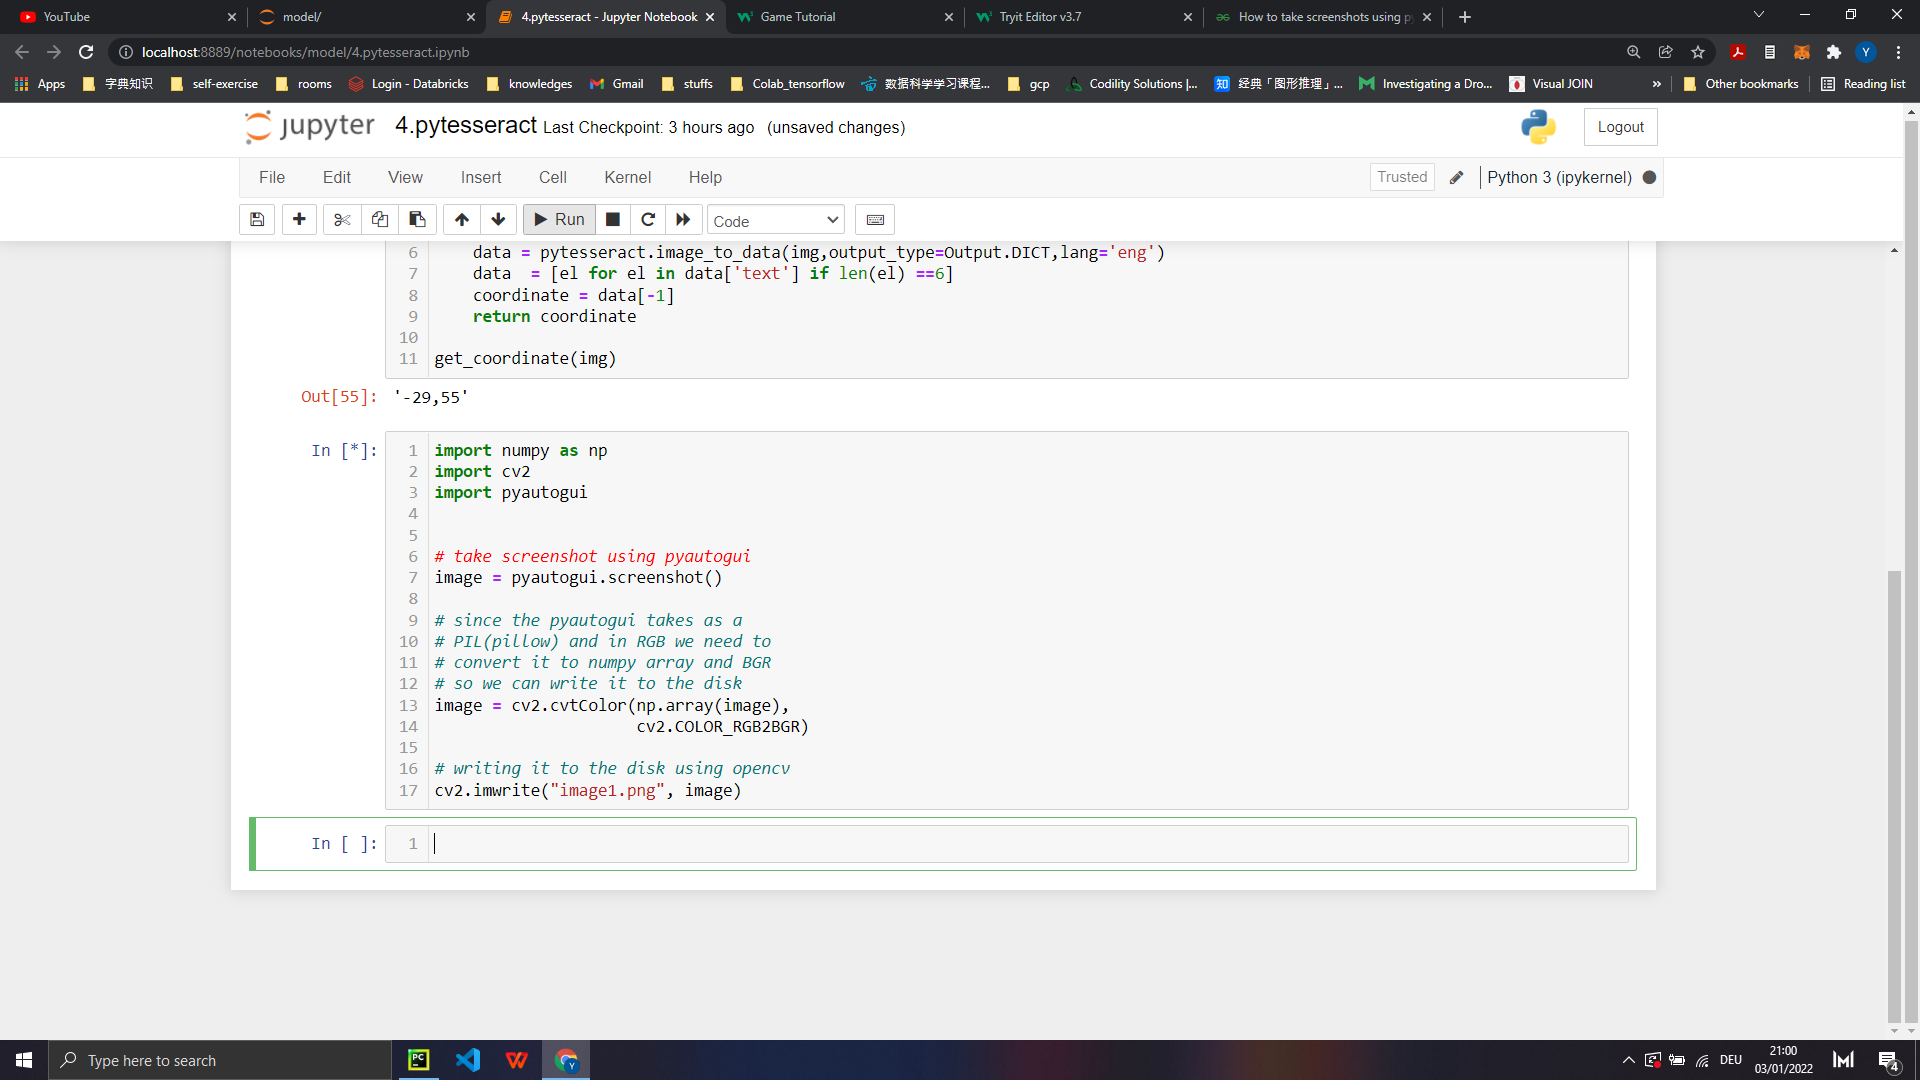 YouTube
model/
4.pytesseract - Jupyter Notebook
Game Tutorial
Tryit Editor v3.7
How to take screenshots using
localhost:8889/notebooks/model/4.pytesseract.ipynb
Y
Apps
字典知识
self-exercise
rooms
Login - Databricks
knowledges
Gmail
stuffs
Colab_tensorflow
数据科学学习课程...
gcp
Codility Solutions |...
知 经典「图形推理」...
Investigating a Dro...
Visual JOIN
»
Other bookmarks
Reading list
jupyter 4.pytesseract Last Checkpoint: 3 hours ago (unsaved changes)
Logout
File Edit View Insert Cell Kernel Help
Trusted
Python 3 (ipykernel)
Run
Code
6 data = pytesseract.image_to_data(img,output_type=Output.DICT,lang='eng')
7 data  = [el for el in data['text'] if len(el) ==6]
8 coordinate = data[-1]
9 return coordinate
10
11 get_coordinate(img)
Out[55]: '-29,55'
In [*]:
1 import numpy as np
2 import cv2
3 import pyautogui
4
5
6 # take screenshot using pyautogui
7 image = pyautogui.screenshot()
8
9 # since the pyautogui takes as a
10 # PIL(pillow) and in RGB we need to
11 # convert it to numpy array and BGR
12 # so we can write it to the disk
13 image = cv2.cvtColor(np.array(image),
14 cv2.COLOR_RGB2BGR)
15
16 # writing it to the disk using opencv
17 cv2.imwrite("image1.png", image)
In [ ]: 1
Type here to search
PC
Y
DEU
21:00
03/01/2022
4